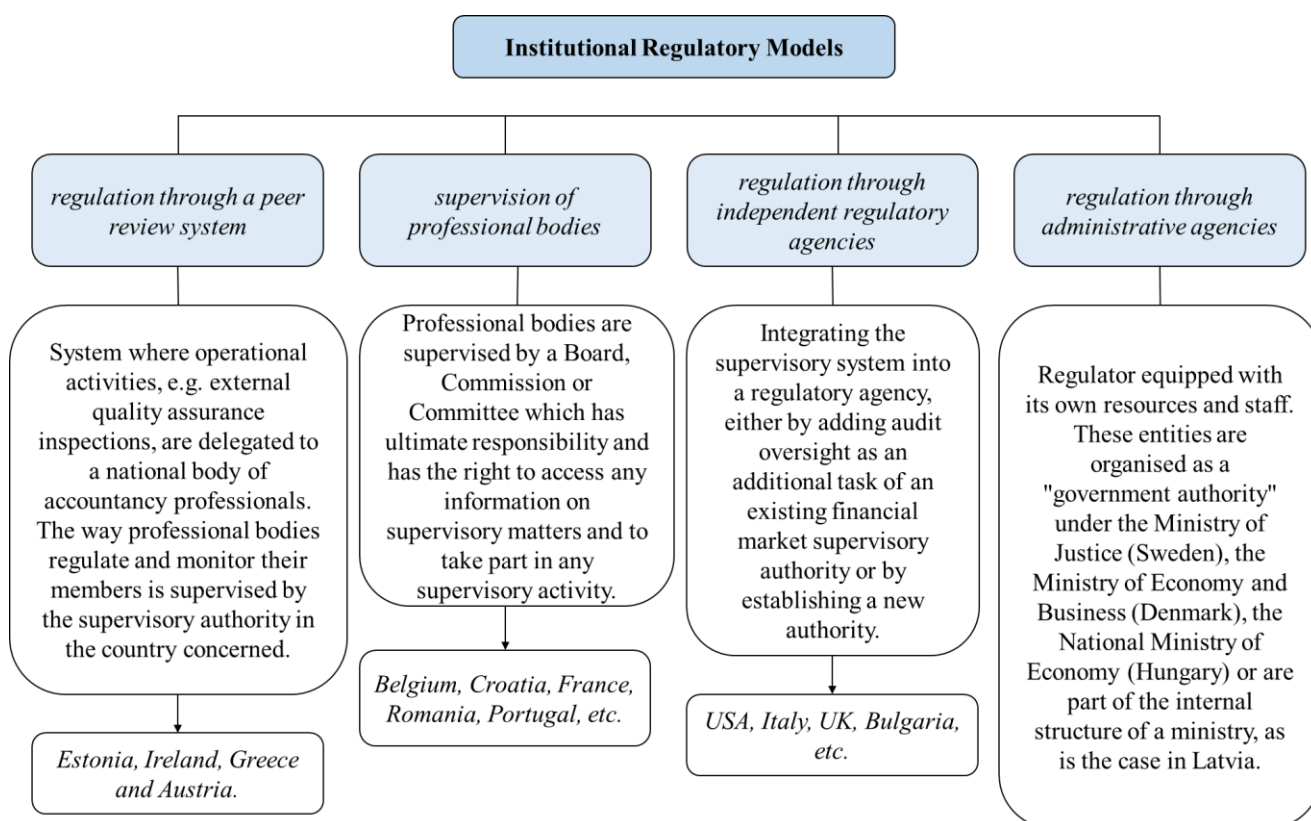 Institutional Regulatory Models
regulation through a peer
review system
supervision of
professional bodies
regulation through
independent regulatory
agencies
regulation through
administrative agencies
System where operational
activities, e.g. external
quality assurance
inspections, are delegated to
a national body of
accountancy professionals.
The way professional bodies
regulate and monitor their
members is supervised by
the supervisory authority in
the country concerned.
Professional bodies are
supervised by a Board,
Commission or
Committee which has
ultimate responsibility and
has the right to access any
information on
supervisory matters and to
take part in any
supervisory activity.
Integrating the
supervisory system into
a regulatory agency,
either by adding audit
oversight as an
additional task of an
existing financial
market supervisory
authority or by
establishing a new
authority.
Regulator equipped with
its own resources and staff.
These entities are
organised as a
"government authority"
under the Ministry of
Justice (Sweden), the
Ministry of Economy and
Business (Denmark), the
National Ministry of
Economy (Hungary) or are
part of the internal
structure of a ministry, as
is the case in Latvia.
Estonia, Ireland, Greece
and Austria.
Belgium, Croatia, France,
Romania, Portugal, etc.
USA, Italy, UK, Bulgaria,
etc.